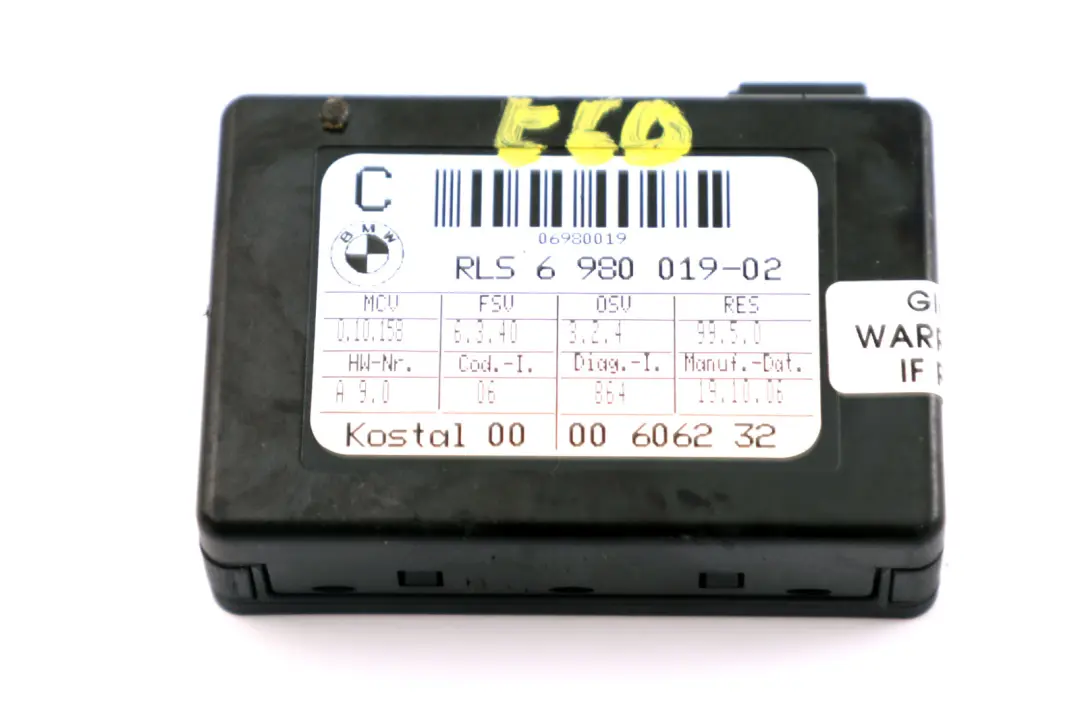 E60
C
BMW
06980019
RLS 6 980 019-02
MCV FSV OSV RES
0.10.158 6.3.40 3.2.4 99.5.0
HW-Nr. Cod.-I. Diag.-I. Manuf.-Dat.
A 9.0 06 864 19.10.06
Kostal 00 00 6062 32
WARR
IF